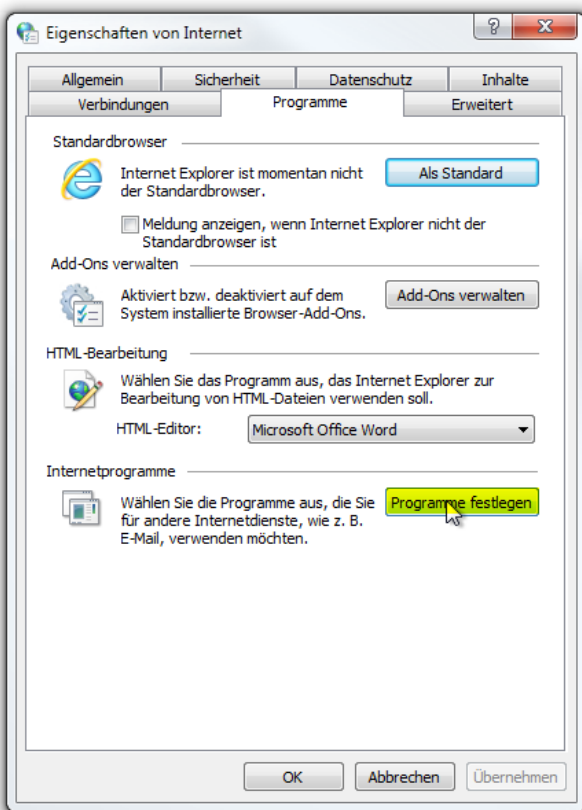 Eigenschaften von Internet
Allgemein
Sicherheit
Datenschutz
Inhalte
Verbindungen
Programme
Erweitert
Standardbrowser
Internet Explorer ist momentan nicht
der Standardbrowser.
Als Standard
Meldung anzeigen, wenn Internet Explorer nicht der
Standardbrowser ist
Add-Ons verwalten
Aktiviert bzw. deaktiviert auf dem
System installierte Browser-Add-Ons.
Add-Ons verwalten
HTML-Bearbeitung
Wählen Sie das Programm aus, das Internet Explorer zur
Bearbeitung von HTML-Dateien verwenden soll.
HTML-Editor:
Microsoft Office Word
Internetprogramme
Wählen Sie die Programme aus, die Sie
für andere Internetdienste, wie z. B.
E-Mail, verwenden möchten.
Programme festlegen
OK
Abbrechen
Übernehmen